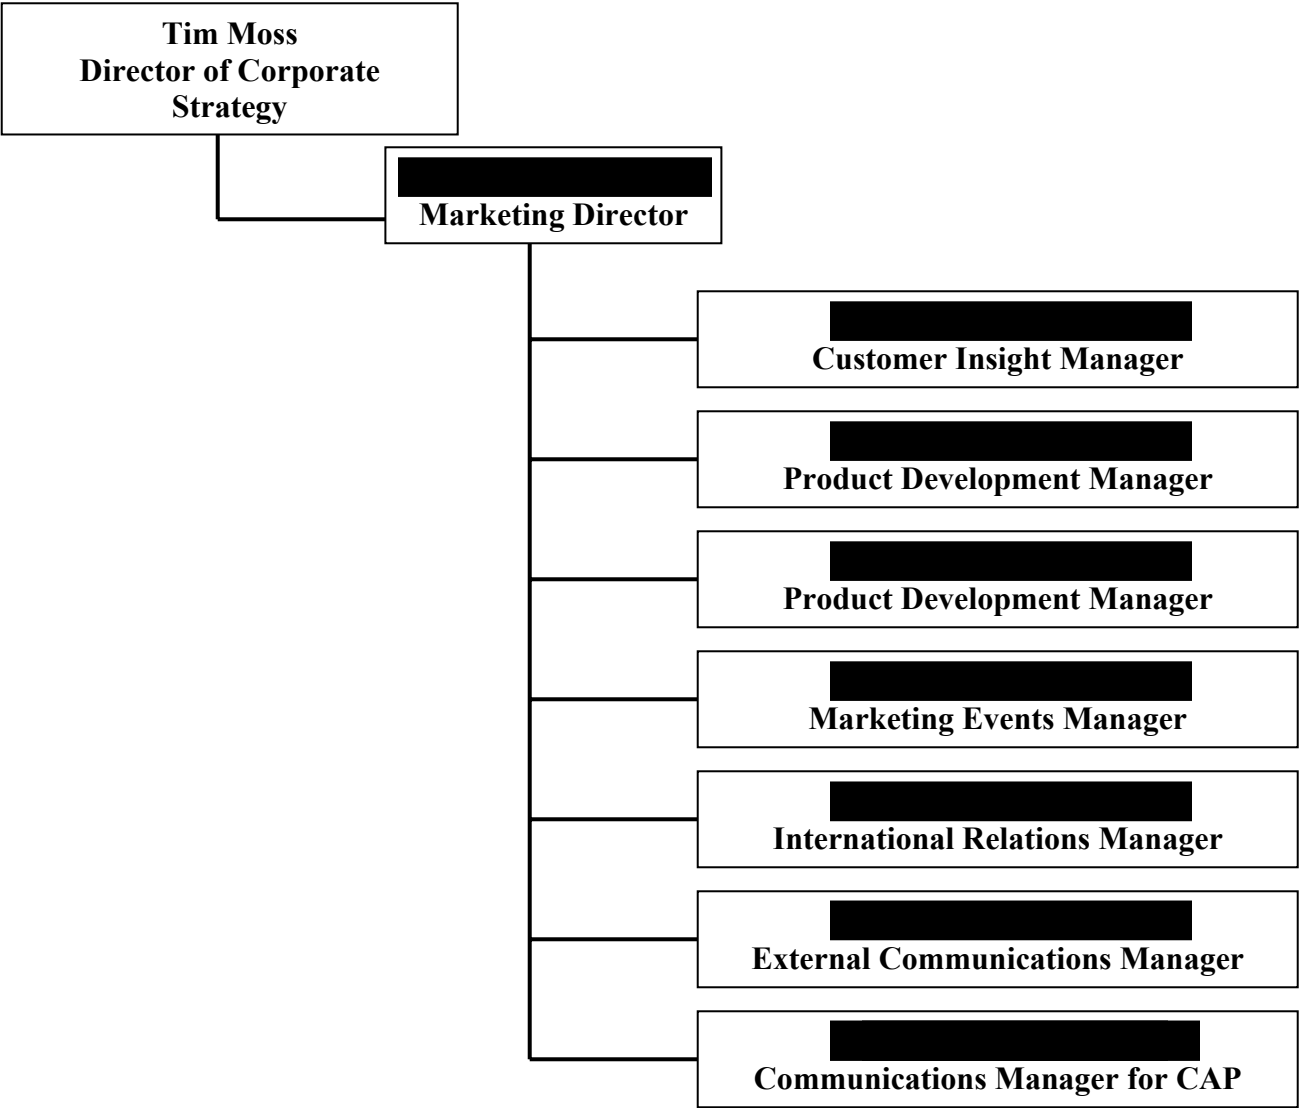 Tim Moss
Director of Corporate
Strategy
Marketing Director
Customer Insight Manager
Product Development Manager
Product Development Manager
Marketing Events Manager
International Relations Manager
External Communications Manager
Communications Manager for CAP